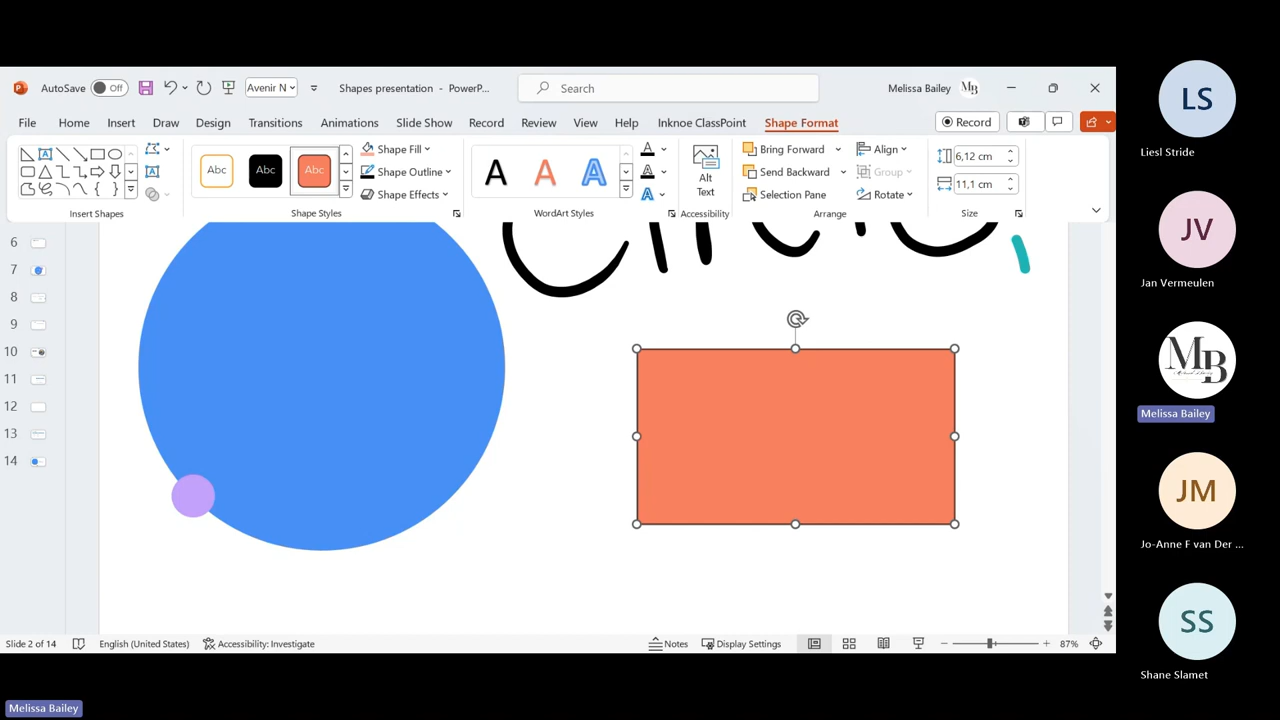 AutoSave Off Avenir N Shapes presentation - PowerP... Search Melissa Bailey MB
File Home Insert Draw Design Transitions Animations Slide Show Record Review View Help Inknoe ClassPoint Shape Format Record
Abc Abc Abc
Shape Fill
Shape Outline
Shape Effects
A A A
Alt
Text
Bring Forward
Send Backward
Selection Pane
Align
Group
Rotate
6,12 cm
11,1 cm
Insert Shapes Shape Styles WordArt Styles Accessibility Arrange Size
6
7
8
9
10
11
12
13
14
Slide 2 of 14 English (United States) Accessibility: Investigate Notes Display Settings 87%
LS
Liesl Stride
JV
Jan Vermeulen
MB
Melissa Bailey
JM
Jo-Anne F van Der ...
SS
Shane Slamet
Melissa Bailey